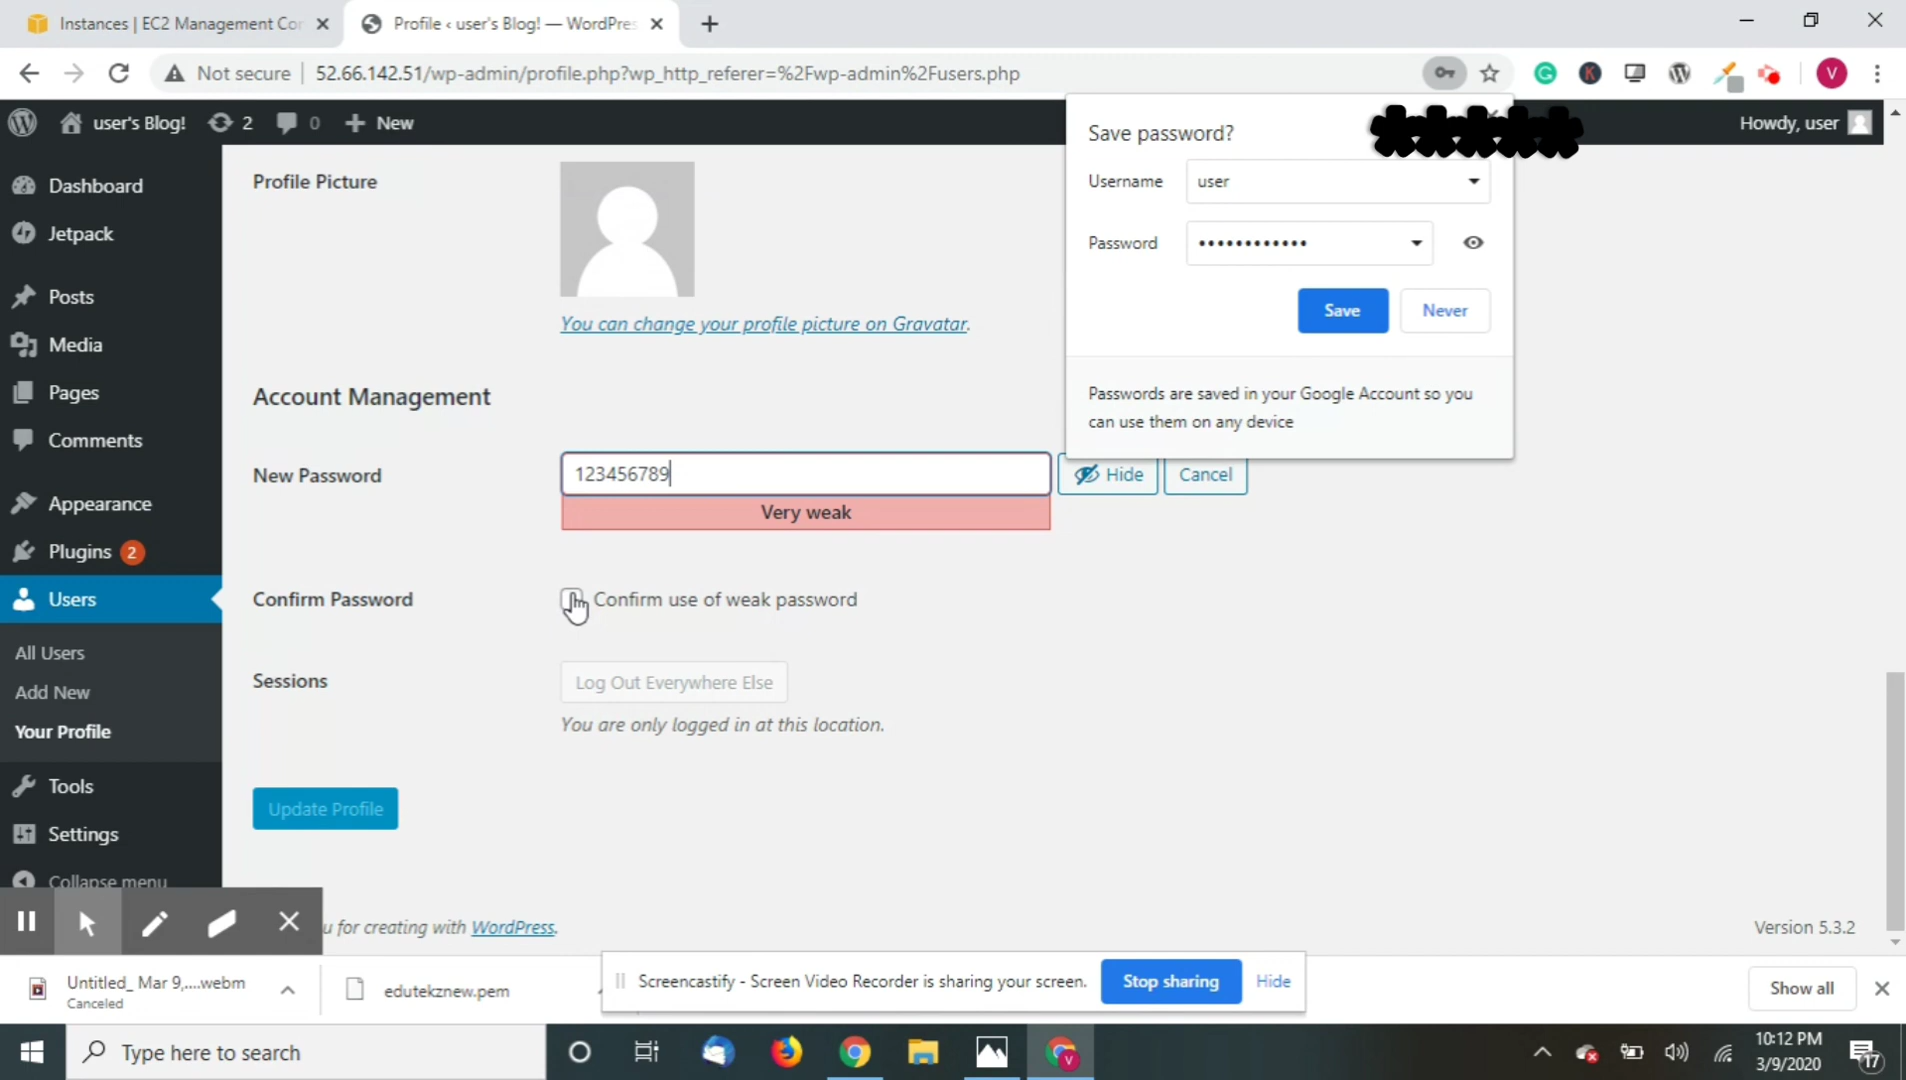 Instances | EC2 Management Con
Profile ‹ user's Blog! — WordPres
Not secure
52.66.142.51/wp-admin/profile.php?wp_http_referer=%2Fwp-admin%2Fusers.php
V
user's Blog!
2
0
New
Howdy, user
Save password?
Username
user
Password
••••••••••••
Save
Never
Passwords are saved in your Google Account so you
can use them on any device
Dashboard
Jetpack
Posts
Media
Pages
Comments
Appearance
Plugins 2
Users
All Users
Add New
Your Profile
Tools
Settings
Collapse menu
Profile Picture
You can change your profile picture on Gravatar.
Account Management
New Password
123456789
Hide
Cancel
Very weak
Confirm Password
Confirm use of weak password
Sessions
Log Out Everywhere Else
You are only logged in at this location.
Update Profile
u for creating with WordPress.
Version 5.3.2
Untitled_ Mar 9,....webm
Canceled
edutekznew.pem
Screencastify - Screen Video Recorder is sharing your screen.
Stop sharing
Hide
Show all
Type here to search
V
10:12 PM
3/9/2020
17